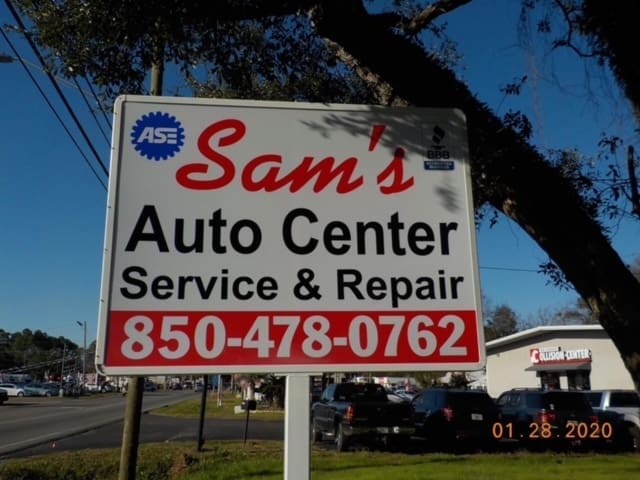 ASE
Sam's
BBB
Auto Center
Service & Repair
850-478-0762
COLLISION CENTER
01.28.2020